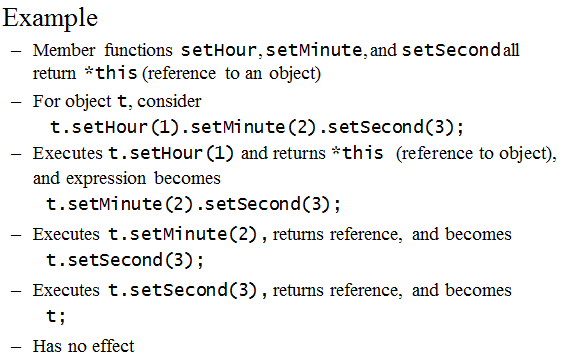 Example
– Member functions setHour, setMinute, and setSecond all
return *this (reference to an object)
– For object t, consider
t.setHour(1).setMinute(2).setSecond(3);
– Executes t.setHour(1) and returns *this (reference to object),
and expression becomes
t.setMinute(2).setSecond(3);
– Executes t.setMinute(2), returns reference, and becomes
t.setSecond(3);
– Executes t.setSecond(3), returns reference, and becomes
t;
– Has no effect